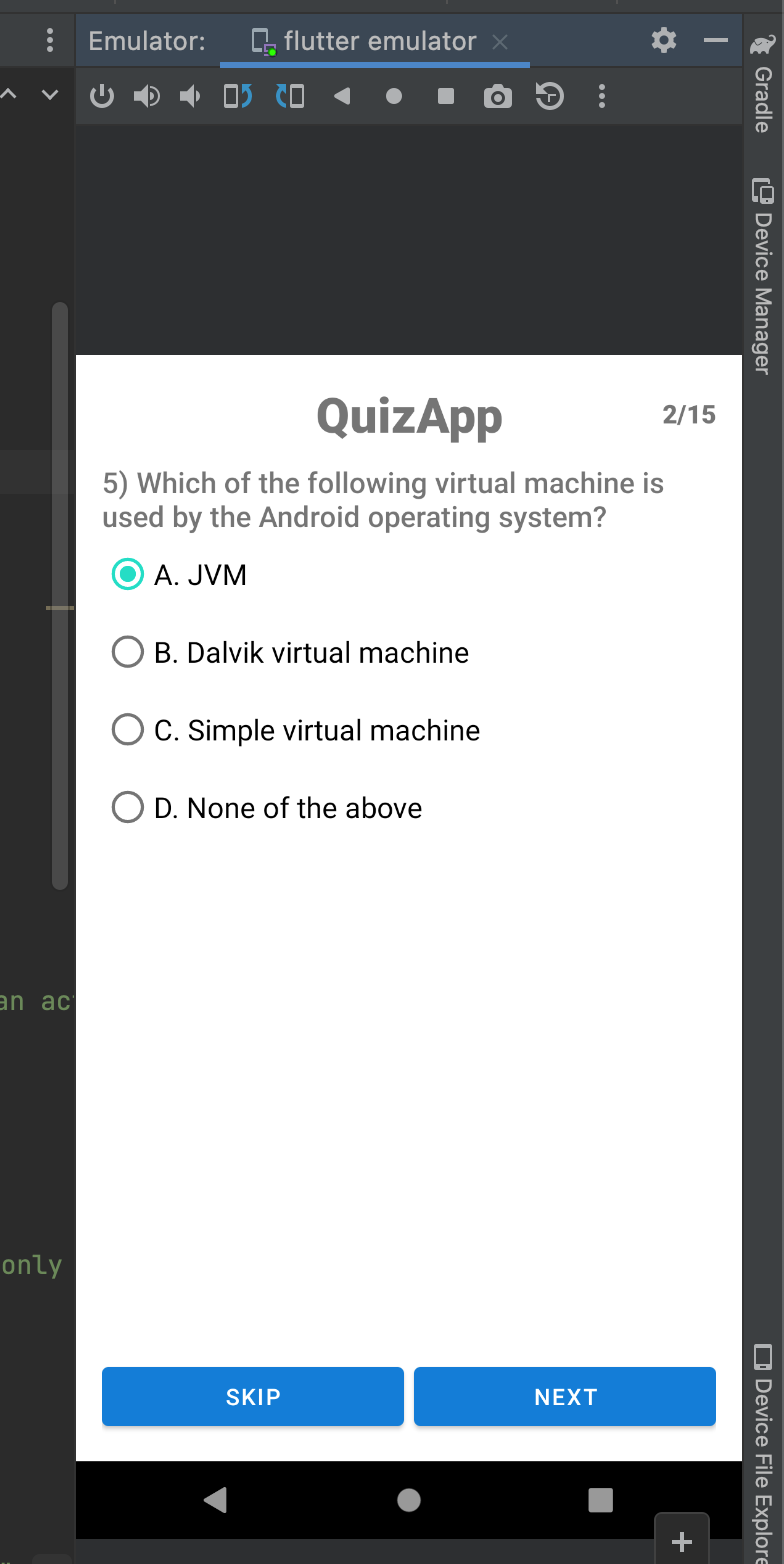 Emulator: flutter emulator
Gradle
Device Manager
QuizApp
2/15
5) Which of the following virtual machine is
used by the Android operating system?
A. JVM
B. Dalvik virtual machine
C. Simple virtual machine
D. None of the above
an ac
only
SKIP
NEXT
Device File Explore